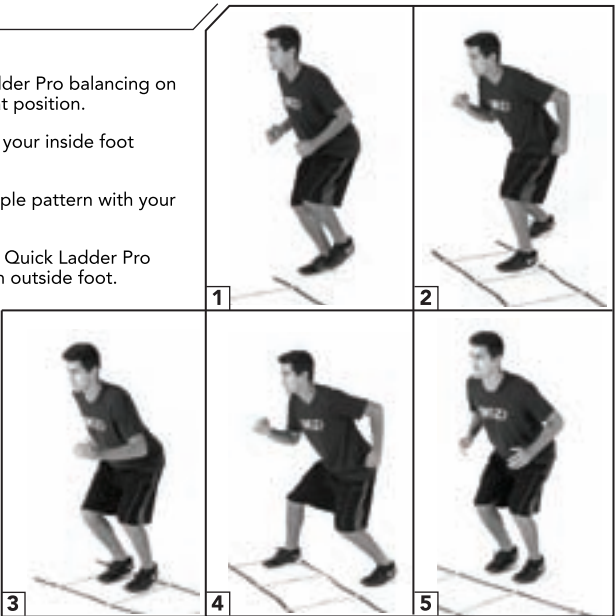 dder Pro balancing on
t position.
your inside foot
ple pattern with your
Quick Ladder Pro
n outside foot.
1
2
3
4
5